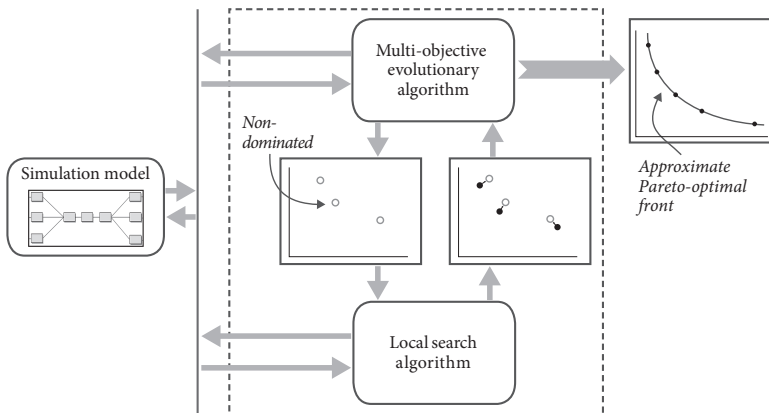 Multi-objective
evolutionary
algorithm
Non-
dominated
Simulation model
Approximate
Pareto-optimal
front
Local search
algorithm